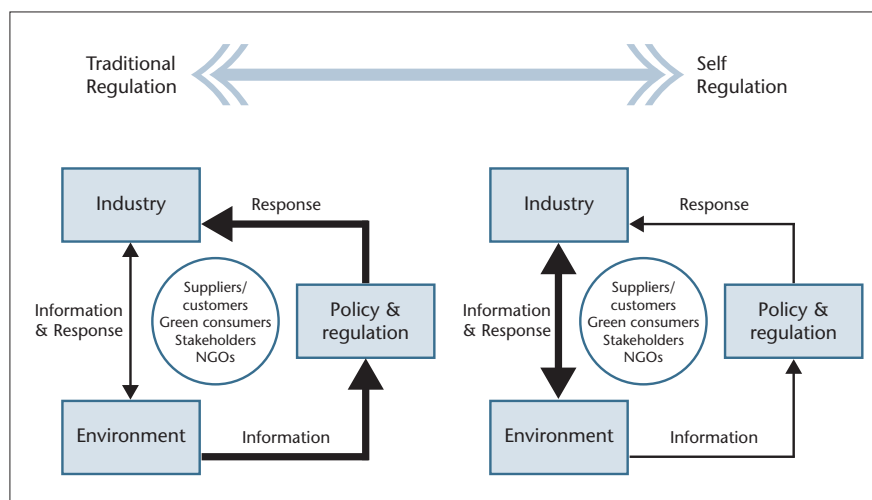 Traditional
Regulation
Self
Regulation
Industry
Response
Information
& Response
Suppliers/
customers
Green consumers
Stakeholders
NGOs
Policy &
regulation
Environment
Information
Industry
Response
Information
& Response
Suppliers/
customers
Green consumers
Stakeholders
NGOs
Policy &
regulation
Environment
Information